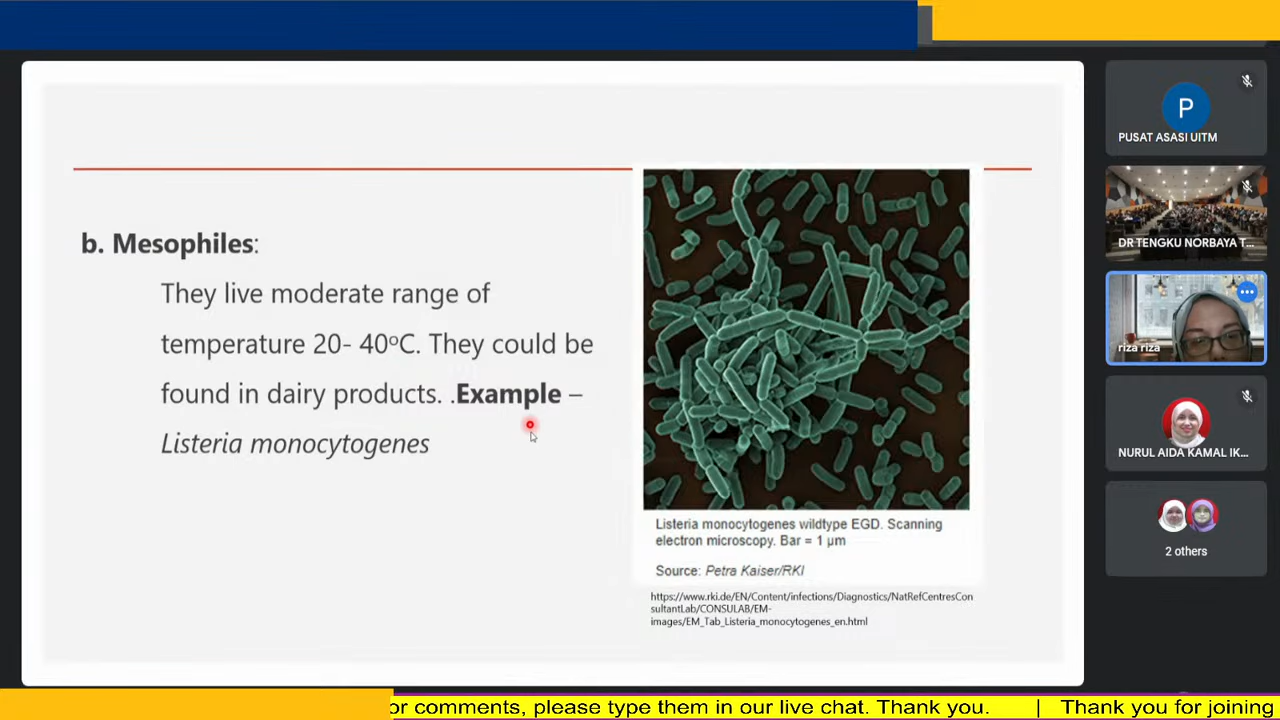 b. Mesophiles:
They live moderate range of
temperature 20- 40oC. They could be
found in dairy products. .Example –
Listeria monocytogenes
Listeria monocytogenes wildtype EGD. Scanning
electron microscopy. Bar = 1 µm
Source: Petra Kaiser/RKI
https://www.rki.de/EN/Content/infections/Diagnostics/NatRefCentresCon
sultantLab/CONSULAB/EM-
images/EM_Tab_Listeria_monocytogenes_en.html
P
PUSAT ASASI UITM
DR TENGKU NORBAYA T...
riza riza
NURUL AIDA KAMAL IK...
2 others
or comments, please type them in our live chat. Thank you. | Thank you for joining